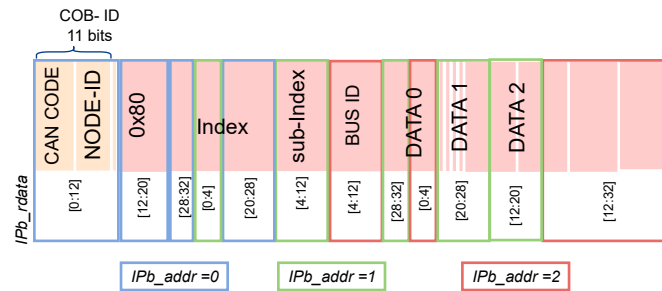 COB- ID
11 bits
CAN CODE
NODE-ID
0x80
Index
sub-Index
BUS ID
DATA 0
DATA 1
DATA 2
IPb_rdata
[0:12]
[12:20]
[28:32]
[0:4]
[20:28]
[4:12]
[4:12]
[28:32]
[0:4]
[20:28]
[12:20]
[12:32]
IPb_addr =0
IPb_addr =1
IPb_addr =2